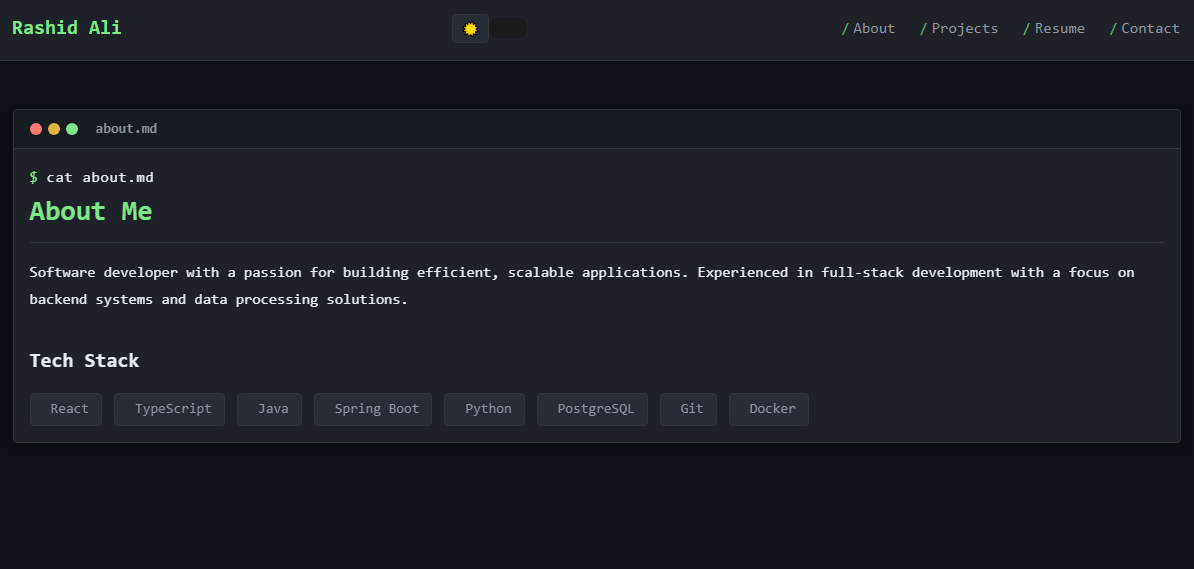 Rashid Ali
/ About / Projects / Resume / Contact
about.md
$ cat about.md
About Me
Software developer with a passion for building efficient, scalable applications. Experienced in full-stack development with a focus on
backend systems and data processing solutions.
Tech Stack
React TypeScript Java Spring Boot Python PostgreSQL Git Docker